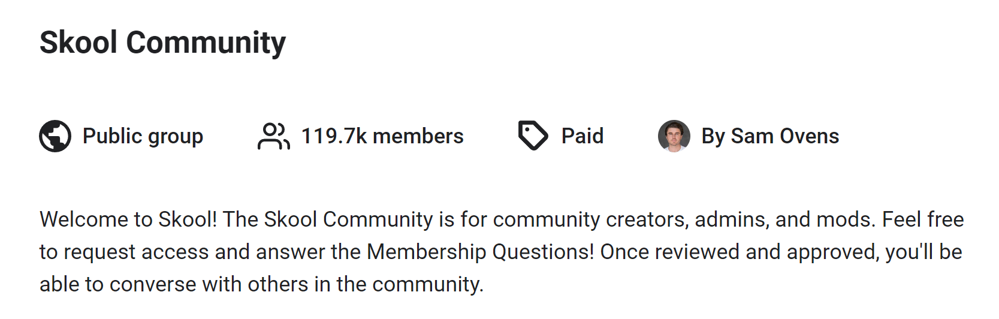 Skool Community
Public group 119.7k members Paid By Sam Ovens
Welcome to Skool! The Skool Community is for community creators, admins, and mods. Feel free
to request access and answer the Membership Questions! Once reviewed and approved, you'll be
able to converse with others in the community.